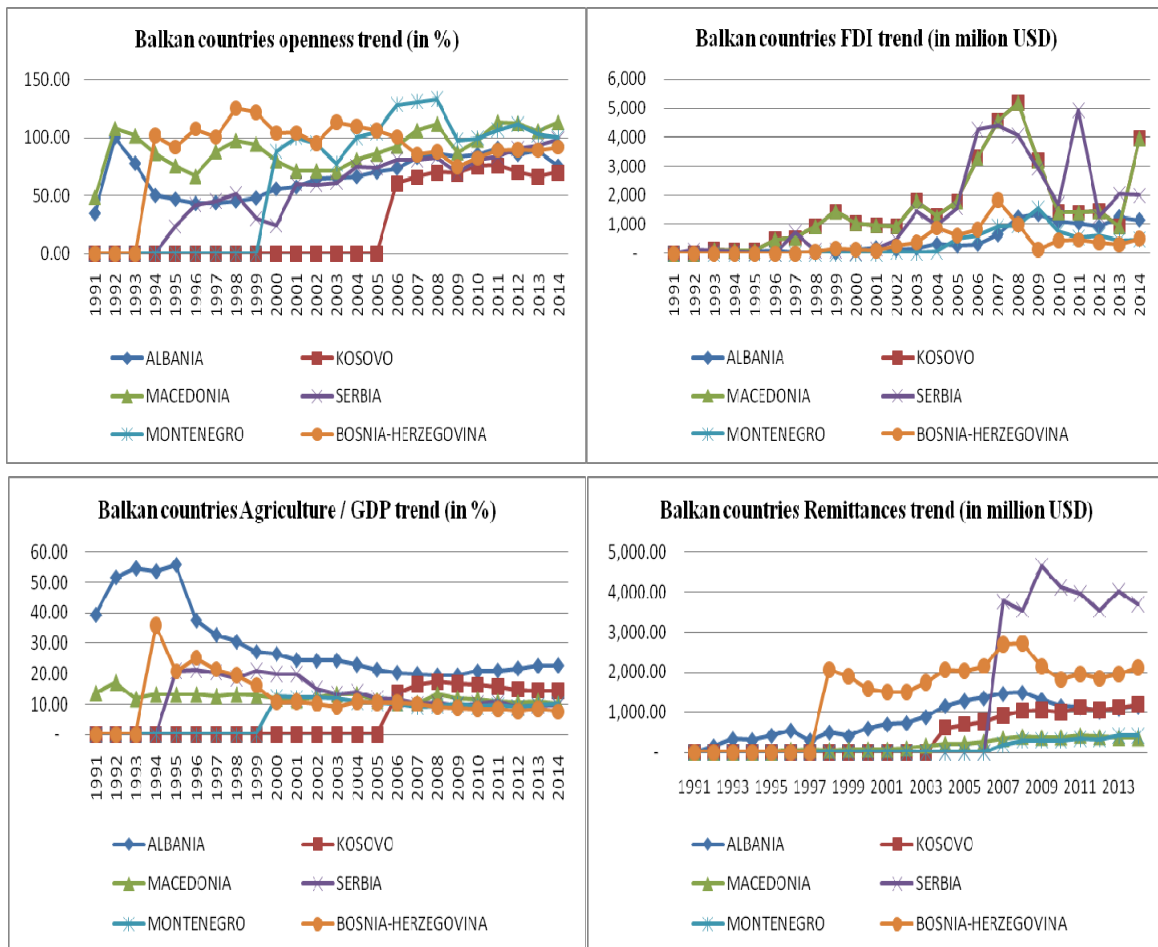 Balkan countries openness trend (in %)
150.00
100.00
50.00
0.00
1991 1992 1993 1994 1995 1996 1997 1998 1999 2000 2001 2002 2003 2004 2005 2006 2007 2008 2009 2010 2011 2012 2013 2014
ALBANIA KOSOVO
MACEDONIA SERBIA
MONTENEGRO BOSNIA-HERZEGOVINA
Balkan countries FDI trend (in milion USD)
6,000
5,000
4,000
3,000
2,000
1,000
-
1991 1992 1993 1994 1995 1996 1997 1998 1999 2000 2001 2002 2003 2004 2005 2006 2007 2008 2009 2010 2011 2012 2013 2014
ALBANIA KOSOVO
MACEDONIA SERBIA
MONTENEGRO BOSNIA-HERZEGOVINA
Balkan countries Agriculture / GDP trend (in %)
60.00
50.00
40.00
30.00
20.00
10.00
-
1991 1992 1993 1994 1995 1996 1997 1998 1999 2000 2001 2002 2003 2004 2005 2006 2007 2008 2009 2010 2011 2012 2013 2014
ALBANIA KOSOVO
MACEDONIA SERBIA
MONTENEGRO BOSNIA-HERZEGOVINA
Balkan countries Remittances trend (in million USD)
5,000.00
4,000.00
3,000.00
2,000.00
1,000.00
-
1991 1993 1995 1997 1999 2001 2003 2005 2007 2009 2011 2013
ALBANIA KOSOVO
MACEDONIA SERBIA
MONTENEGRO BOSNIA-HERZEGOVINA